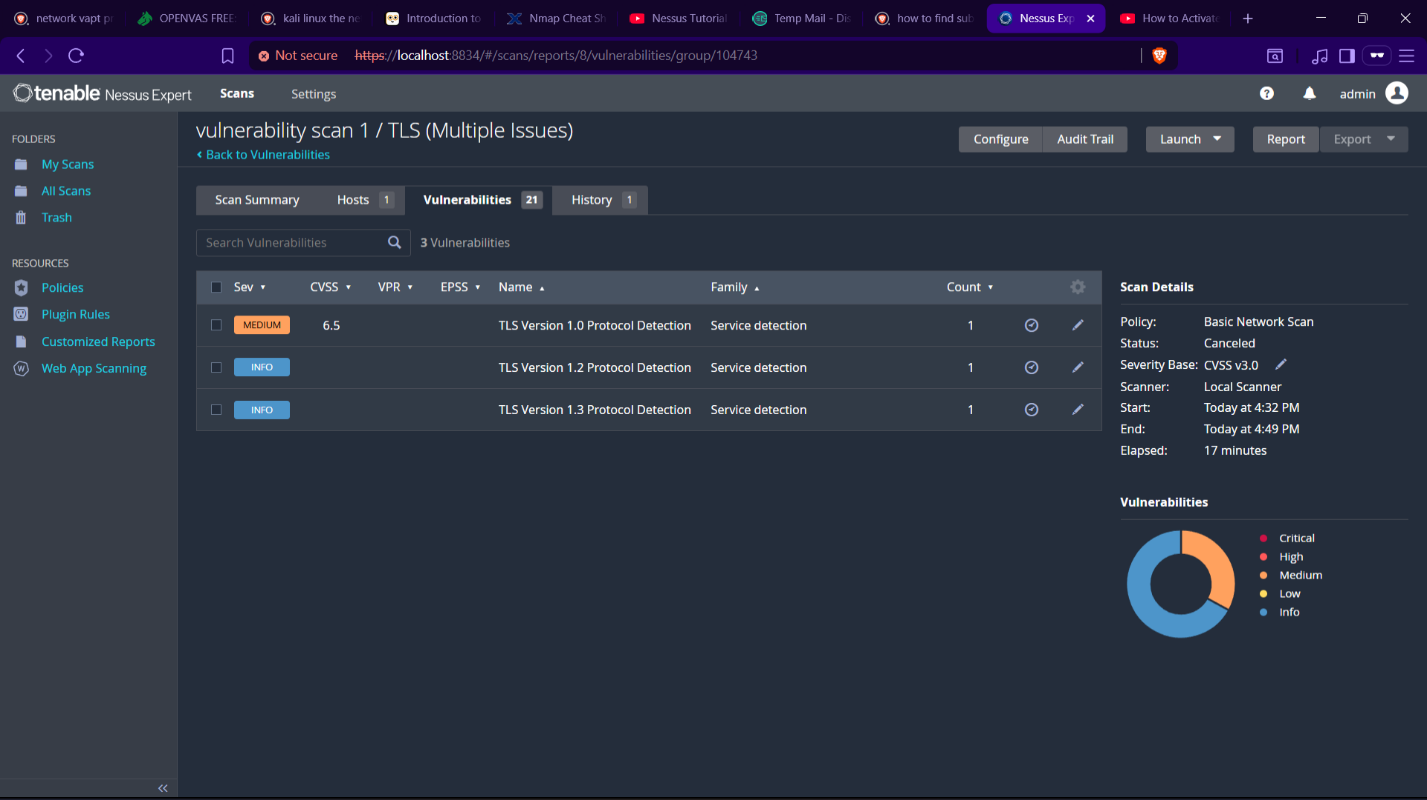 network vapt pr
OPENVAS FREE
kali linux the ne
Introduction to
Nmap Cheat Sh
Nessus Tutorial
Temp Mail - Dis
how to find sub
Nessus Exp
How to Activate
Not secure https://localhost:8834/#/scans/reports/8/vulnerabilities/group/104743
tenable Nessus Expert
Scans
Settings
admin
FOLDERS
My Scans
All Scans
Trash
RESOURCES
Policies
Plugin Rules
Customized Reports
Web App Scanning
vulnerability scan 1 / TLS (Multiple Issues)
‹ Back to Vulnerabilities
Configure
Audit Trail
Launch
Report
Export
Scan Summary
Hosts 1
Vulnerabilities 21
History 1
Search Vulnerabilities
3 Vulnerabilities
Sev CVSS VPR EPSS Name Family Count
MEDIUM 6.5 TLS Version 1.0 Protocol Detection Service detection 1
INFO TLS Version 1.2 Protocol Detection Service detection 1
INFO TLS Version 1.3 Protocol Detection Service detection 1
Scan Details
Policy: Basic Network Scan
Status: Canceled
Severity Base: CVSS v3.0
Scanner: Local Scanner
Start: Today at 4:32 PM
End: Today at 4:49 PM
Elapsed: 17 minutes
Vulnerabilities
Critical
High
Medium
Low
Info